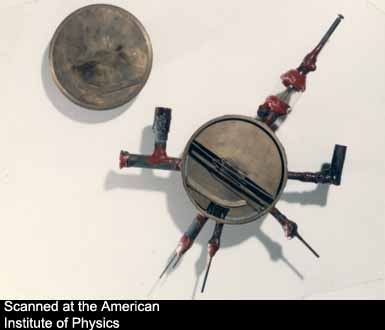 Scanned at the American
Institute of Physics